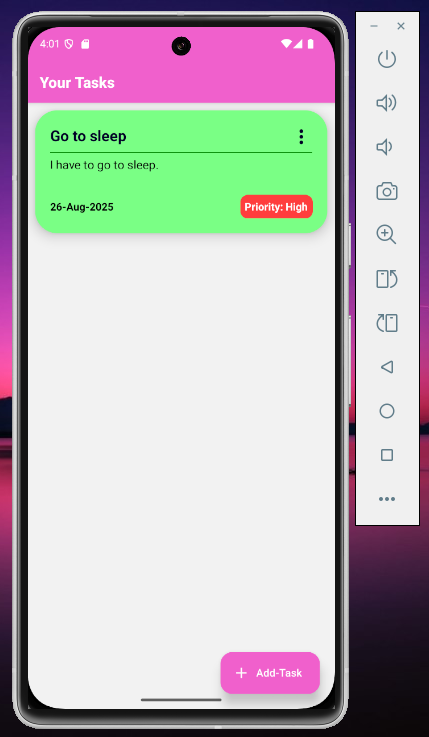 4:01
Your Tasks
Go to sleep
I have to go to sleep.
26-Aug-2025
Priority: High
Add-Task